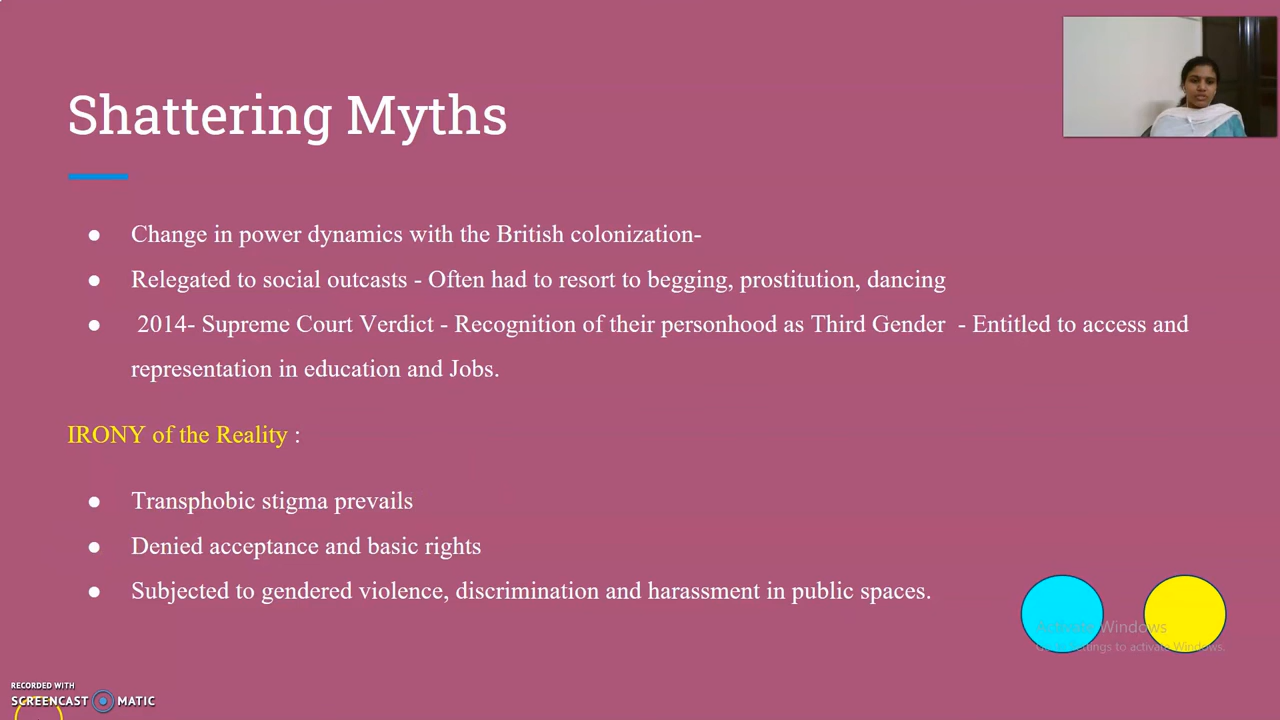 Shattering Myths
● Change in power dynamics with the British colonization-
● Relegated to social outcasts - Often had to resort to begging, prostitution, dancing
● 2014- Supreme Court Verdict - Recognition of their personhood as Third Gender - Entitled to access and
representation in education and Jobs.
IRONY of the Reality :
● Transphobic stigma prevails
● Denied acceptance and basic rights
● Subjected to gendered violence, discrimination and harassment in public spaces.
Activate Windows
Go to Settings to activate Windows.
RECORDED WITH
SCREENCAST MATIC